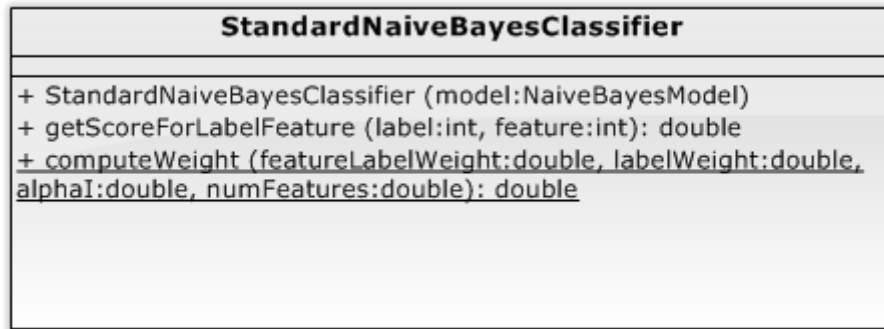 StandardNaiveBayesClassifier
+ StandardNaiveBayesClassifier (model:NaiveBayesModel)
+ getScoreForLabelFeature (label:int, feature:int): double
+ computeWeight (featureLabelWeight:double, labelWeight:double,
alphaI:double, numFeatures:double): double